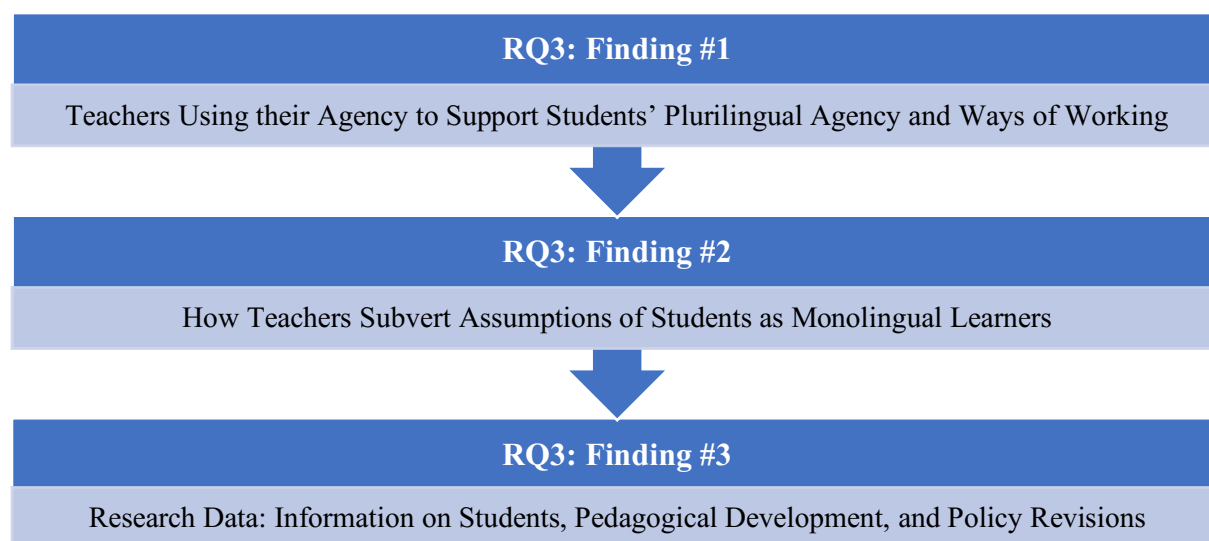 RQ3: Finding #1
Teachers Using their Agency to Support Students’ Plurilingual Agency and Ways of Working
RQ3: Finding #2
How Teachers Subvert Assumptions of Students as Monolingual Learners
RQ3: Finding #3
Research Data: Information on Students, Pedagogical Development, and Policy Revisions